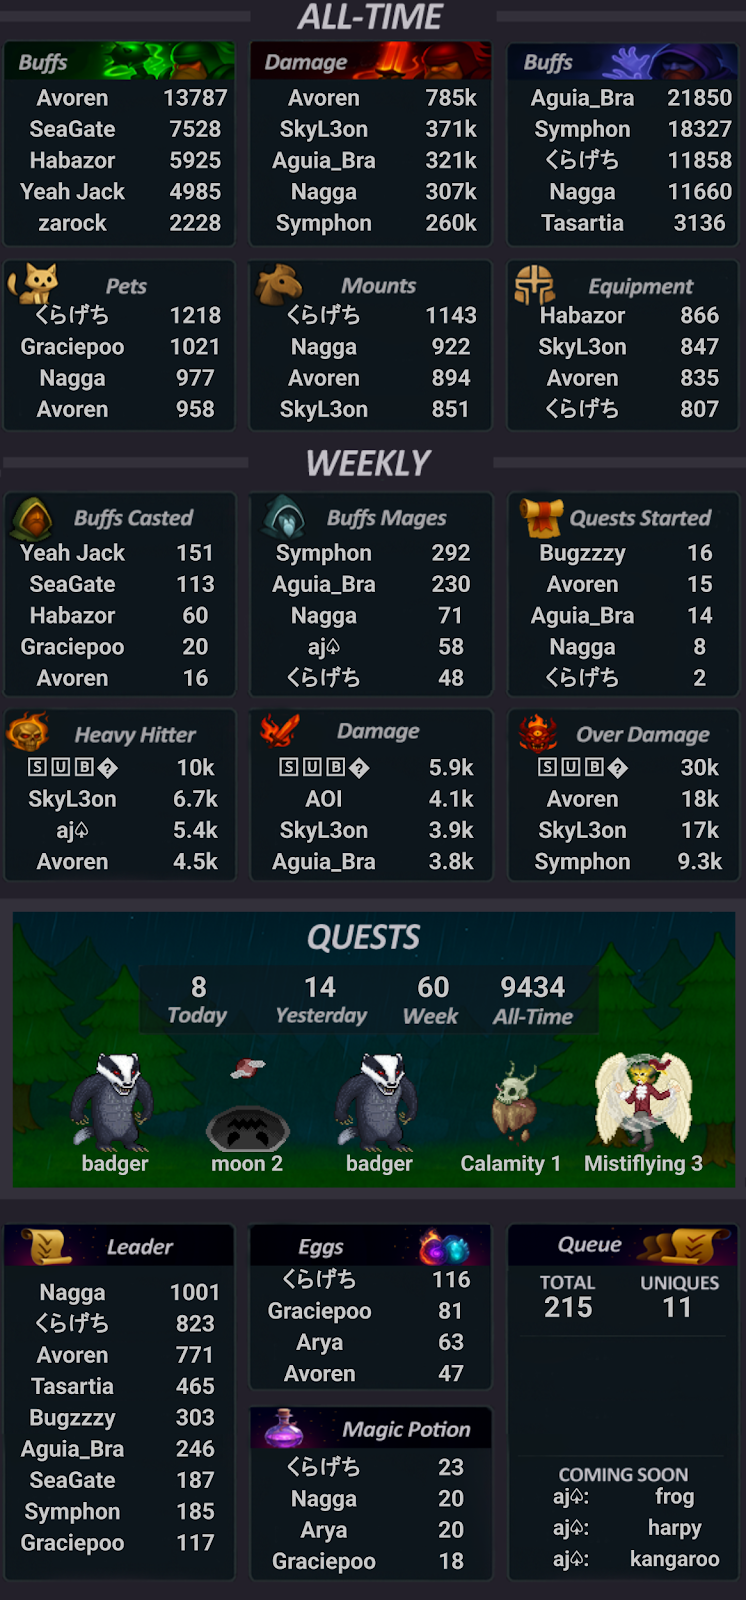 ALL-TIME
Buffs
Avoren 13787
SeaGate 7528
Habazor 5925
Yeah Jack 4985
zarock 2228
Damage
Avoren 785k
SkyL3on 371k
Aguia_Bra 321k
Nagga 307k
Symphon 260k
Buffs
Aguia_Bra 21850
Symphon 18327
くらげち 11858
Nagga 11660
Tasartia 3136
Pets
くらげち 1218
Graciepoo 1021
Nagga 977
Avoren 958
Mounts
くらげち 1143
Nagga 922
Avoren 894
SkyL3on 851
Equipment
Habazor 866
SkyL3on 847
Avoren 835
くらげち 807
WEEKLY
Buffs Casted
Yeah Jack 151
SeaGate 113
Habazor 60
Graciepoo 20
Avoren 16
Buffs Mages
Symphon 292
Aguia_Bra 230
Nagga 71
aj♤ 58
くらげち 48
Quests Started
Bugzzzy 16
Avoren 15
Aguia_Bra 14
Nagga 8
くらげち 2
Heavy Hitter
🅂🅄🄱� 10k
SkyL3on 6.7k
aj♤ 5.4k
Avoren 4.5k
Damage
🅂🅄🄱� 5.9k
AOI 4.1k
SkyL3on 3.9k
Aguia_Bra 3.8k
Over Damage
🅂🅄🄱� 30k
Avoren 18k
SkyL3on 17k
Symphon 9.3k
QUESTS
8 14 60 9434
Today Yesterday Week All-Time
badger moon 2 badger Calamity 1 Mistiflying 3
Leader
Nagga 1001
くらげち 823
Avoren 771
Tasartia 465
Bugzzzy 303
Aguia_Bra 246
SeaGate 187
Symphon 185
Graciepoo 117
Eggs
くらげち 116
Graciepoo 81
Arya 63
Avoren 47
Magic Potion
くらげち 23
Nagga 20
Arya 20
Graciepoo 18
Queue
TOTAL UNIQUES
215 11
COMING SOON
aj♤: frog
aj♤: harpy
aj♤: kangaroo